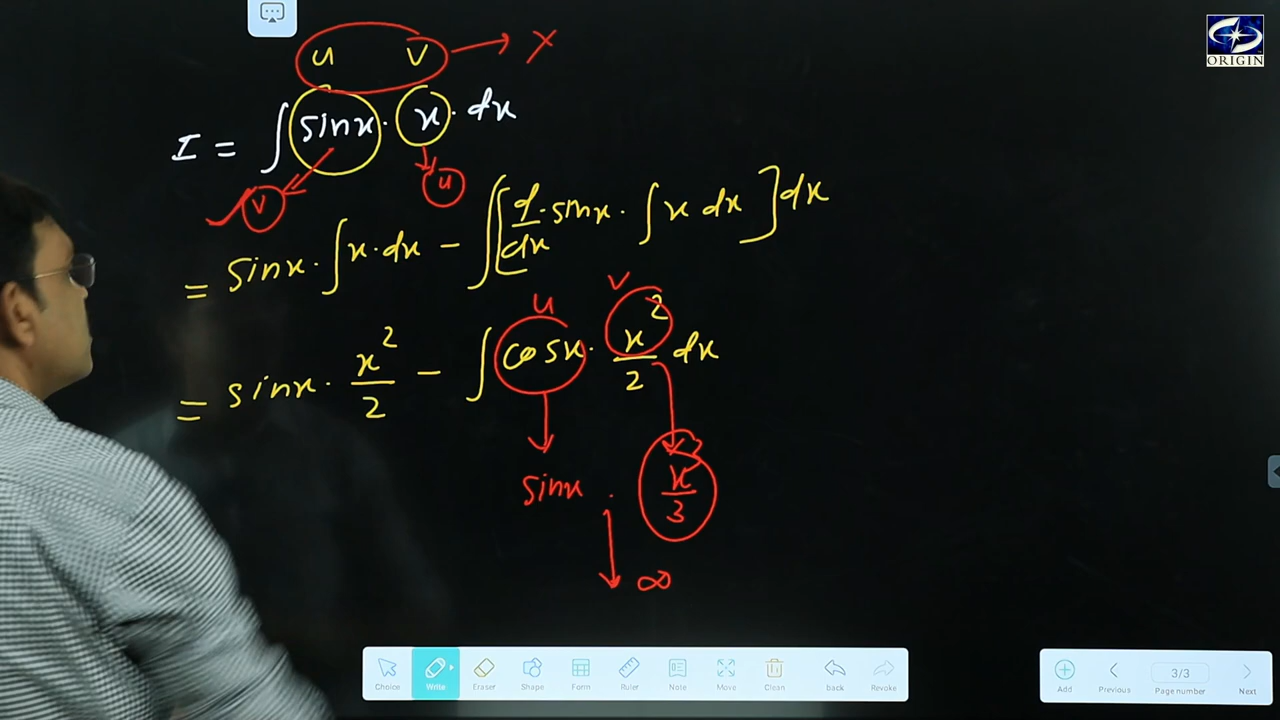 ORIGIN
u v → X
I = ∫ sinx · x · dx
v u
= sinx · ∫ x · dx − ∫ [ d/dx · sinx · ∫ x dx ] dx
u v
= sinx · x²/2 − ∫ cosx · x²/2 dx
sinx · x³/3
∞
Choice Write Eraser Shape Form Ruler Note Move Clean back Revoke
Add Previous 3/3 Page number Next